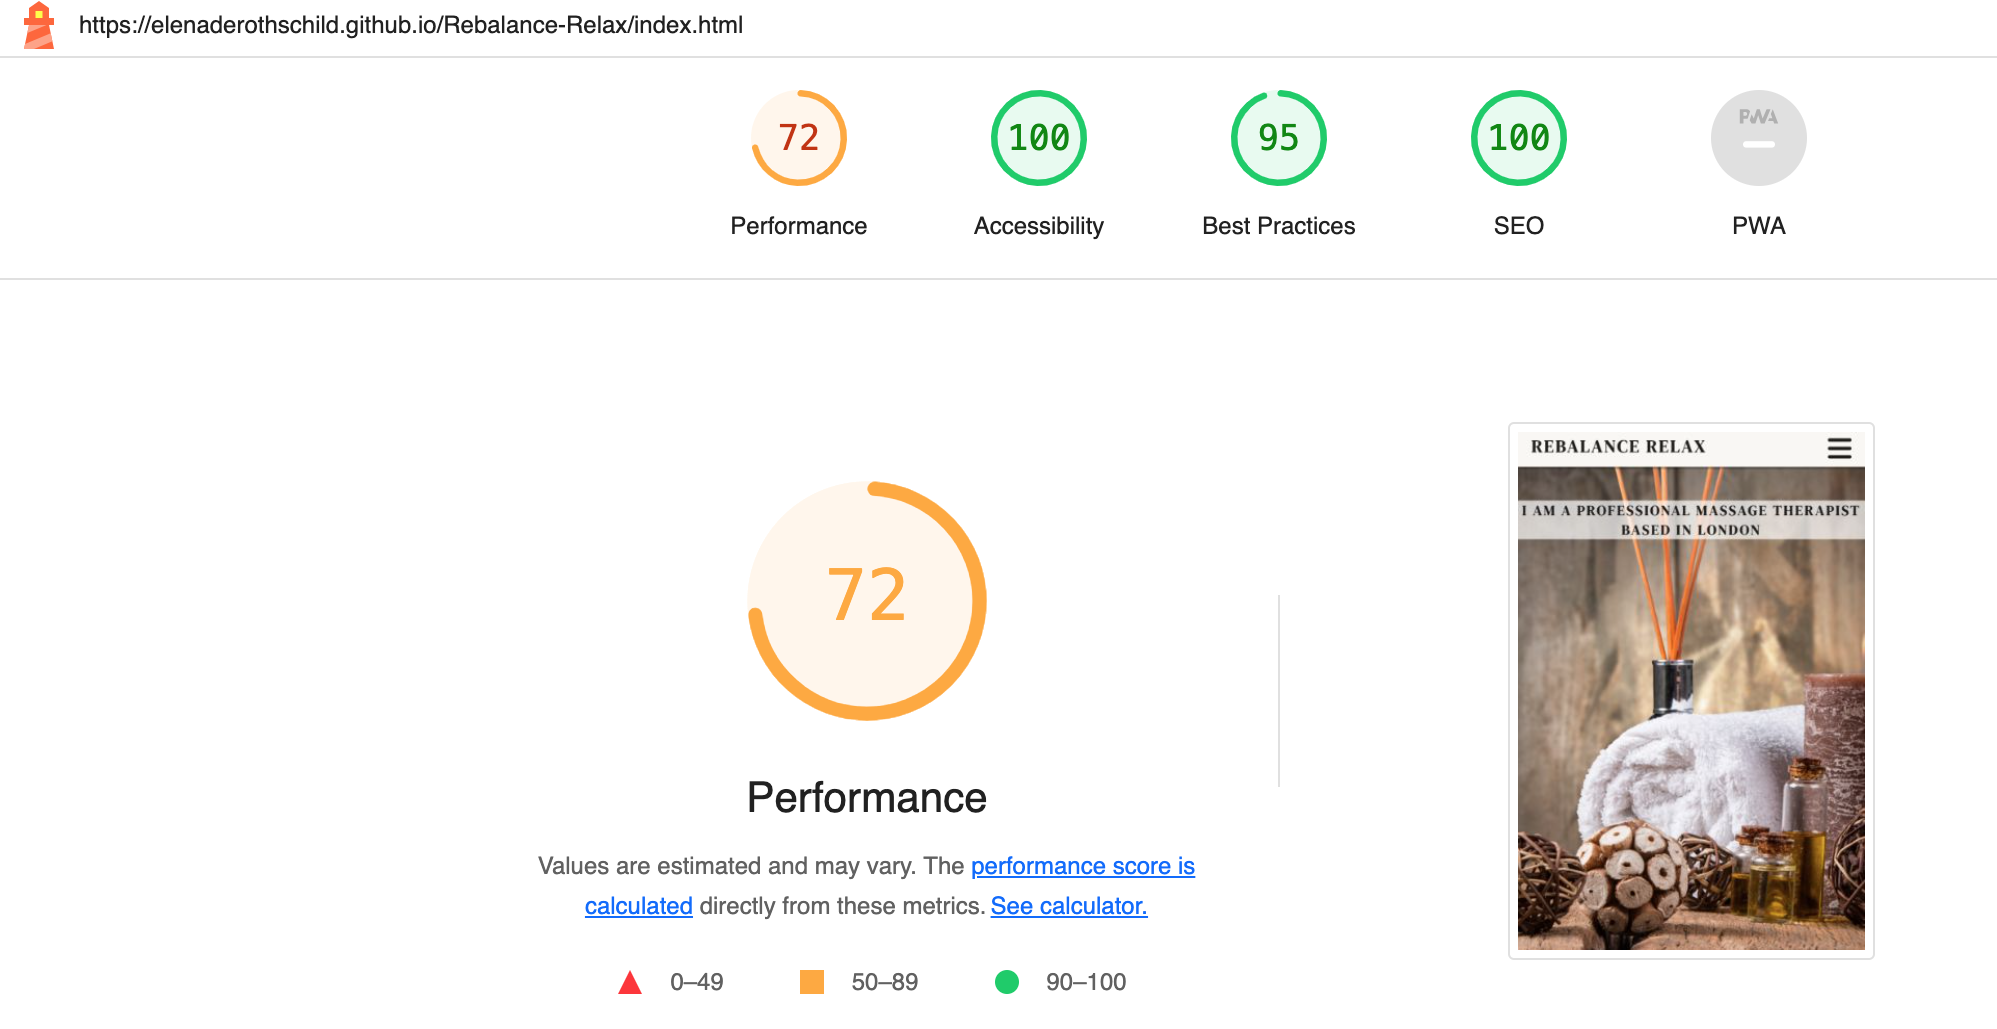 https://elenaderothschild.github.io/Rebalance-Relax/index.html
72
100
95
100
PWA
Performance
Accessibility
Best Practices
SEO
PWA
72
Performance
Values are estimated and may vary. The performance score is
calculated directly from these metrics. See calculator.
0–49
50–89
90–100
REBALANCE RELAX
I AM A PROFESSIONAL MASSAGE THERAPIST
BASED IN LONDON